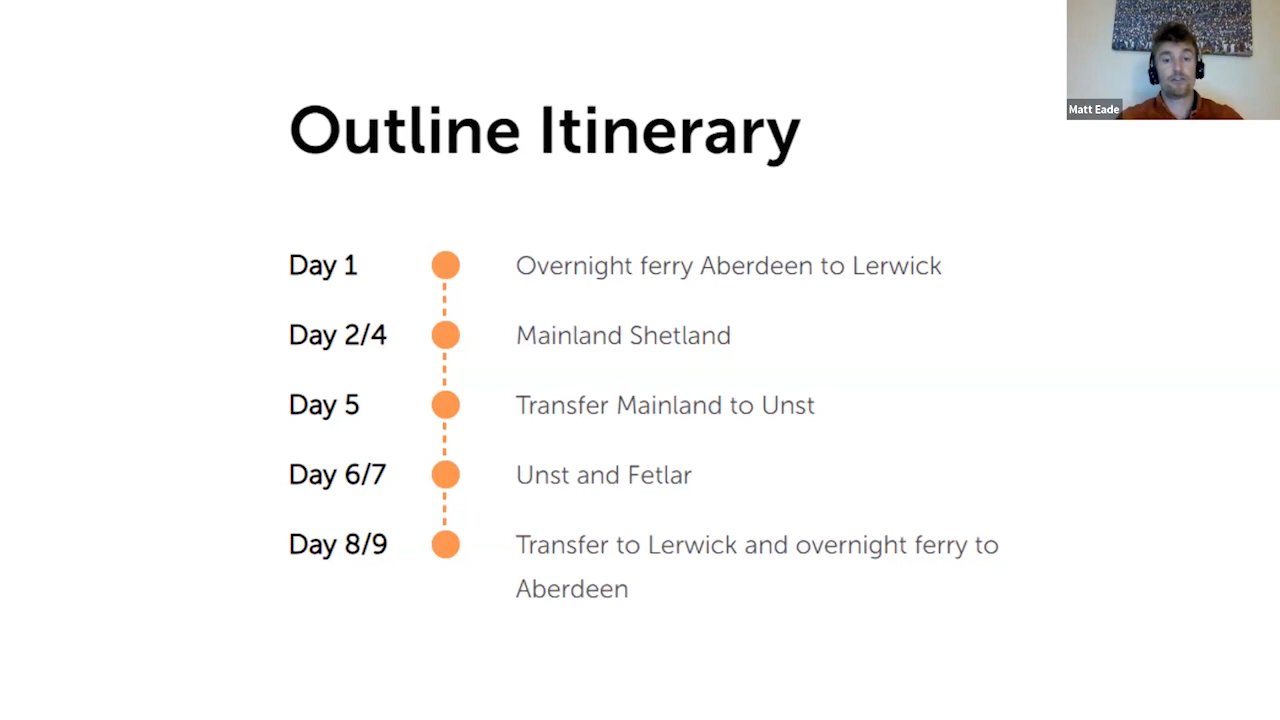 Outline Itinerary
Matt Eade
Day 1
Overnight ferry Aberdeen to Lerwick
Day 2/4
Mainland Shetland
Day 5
Transfer Mainland to Unst
Day 6/7
Unst and Fetlar
Day 8/9
Transfer to Lerwick and overnight ferry to
Aberdeen